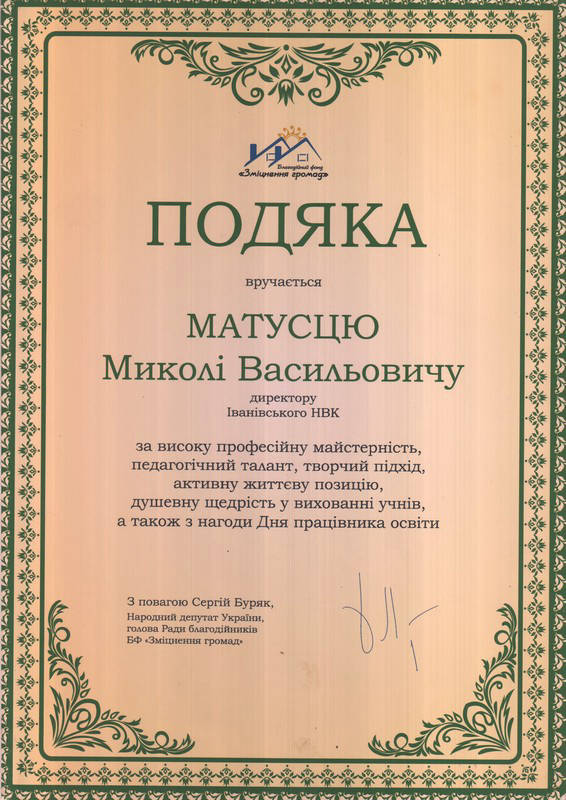 Благодійний фонд
«Зміцнення громад»
ПОДЯКА
вручається
МАТУСЦЮ
Миколі Васильовичу
директору
Іванівського НВК
за високу професійну майстерність,
педагогічний талант, творчий підхід,
активну життєву позицію,
душевну щедрість у вихованні учнів,
а також з нагоди Дня працівника освіти
З повагою Сергій Буряк,
Народний депутат України,
голова Ради благодійників
БФ «Зміцнення громад»